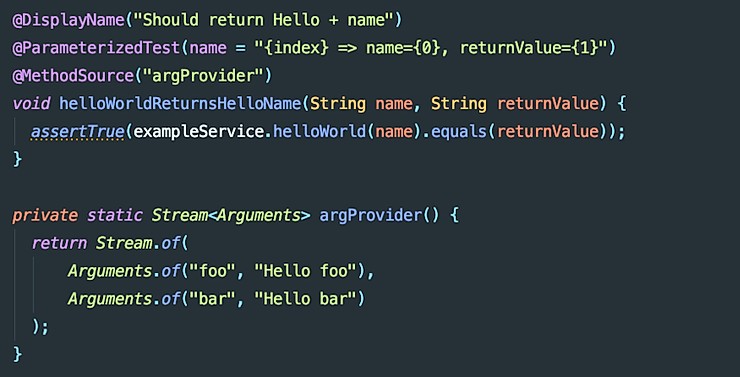 @DisplayName("Should return Hello + name")
@ParameterizedTest(name = "{index} => name={0}, returnValue={1}")
@MethodSource("argProvider")
void helloWorldReturnsHelloName(String name, String returnValue) {
  assertTrue(exampleService.helloWorld(name).equals(returnValue));
}

private static Stream<Arguments> argProvider() {
  return Stream.of(
      Arguments.of("foo", "Hello foo"),
      Arguments.of("bar", "Hello bar")
  );
}